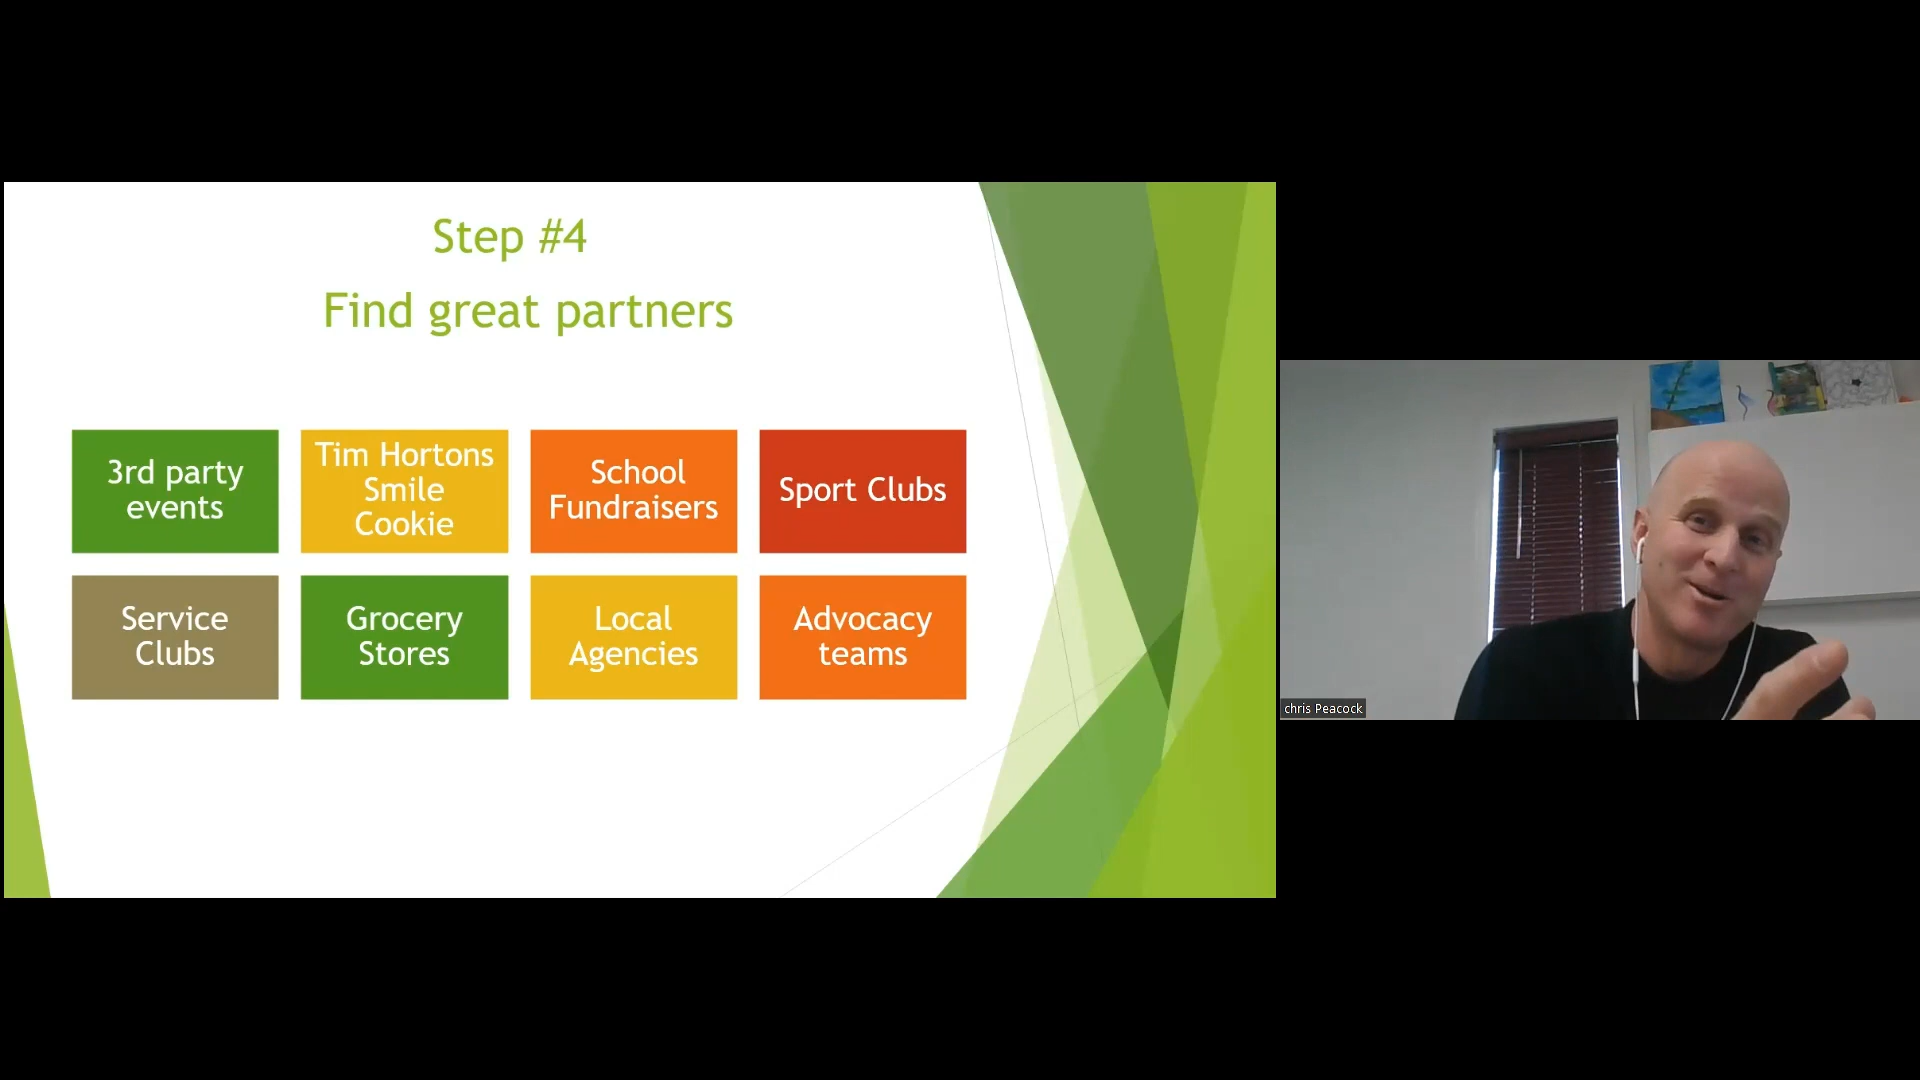 Step #4
Find great partners
3rd party
events
Tim Hortons
Smile
Cookie
School
Fundraisers
Sport Clubs
Service
Clubs
Grocery
Stores
Local
Agencies
Advocacy
teams
chris Peacock